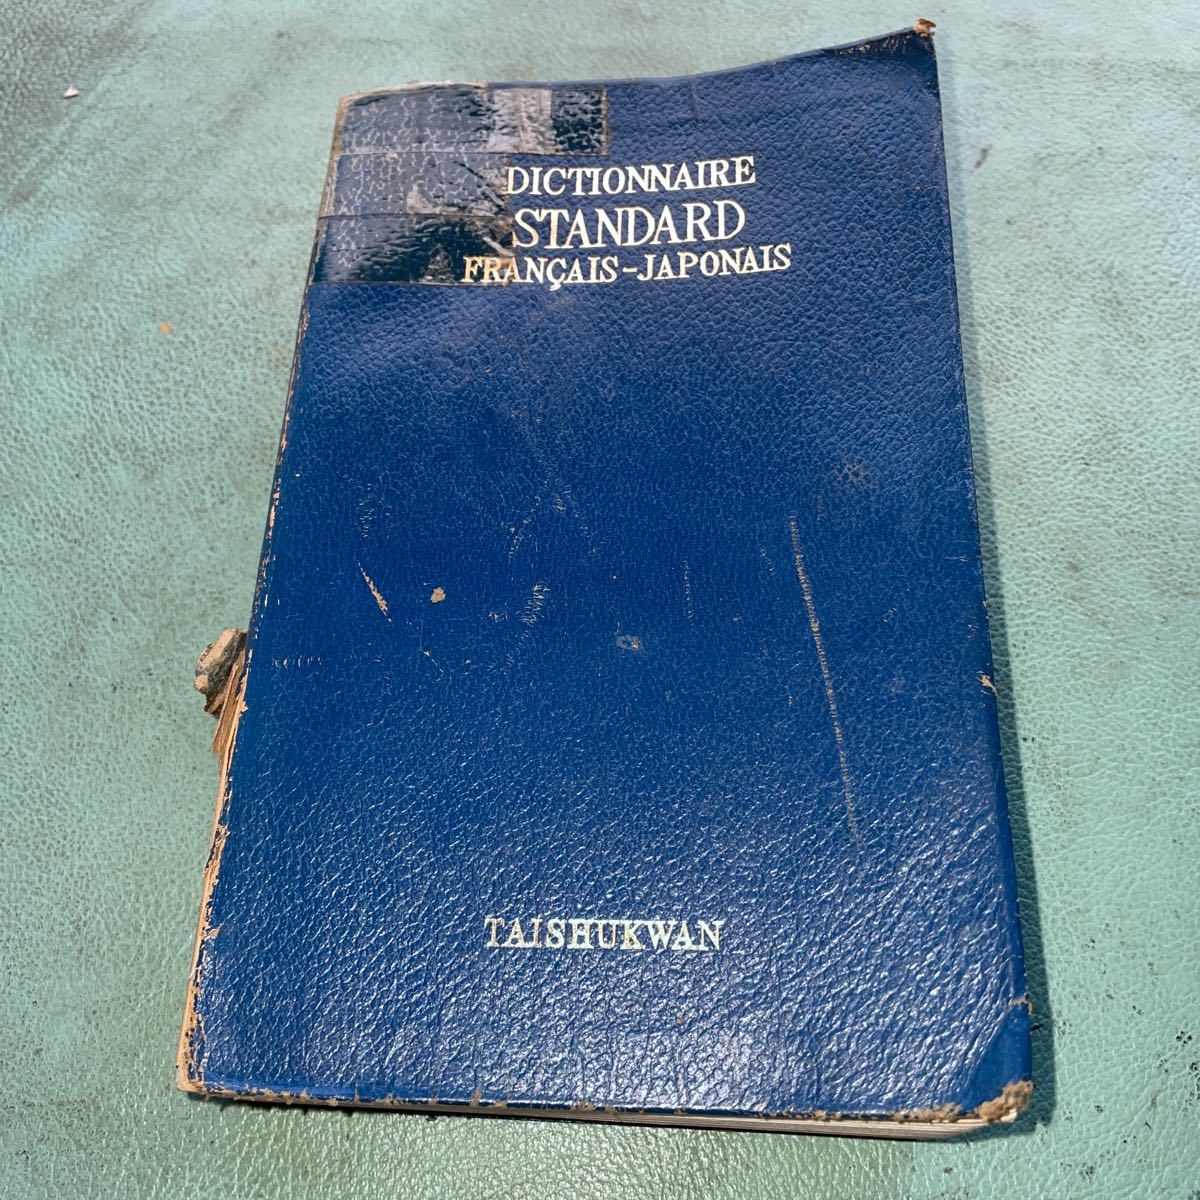 DICTIONNAIRE
STANDARD
FRANÇAIS-JAPONAIS
TAISHUKWAN